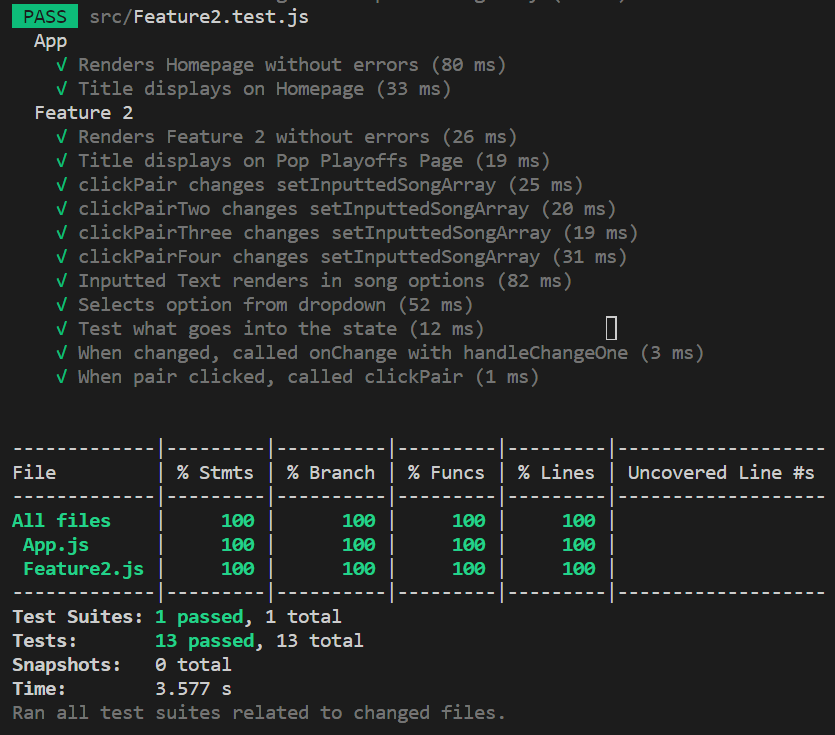 PASS src/Feature2.test.js
App
√ Renders Homepage without errors (80 ms)
√ Title displays on Homepage (33 ms)
Feature 2
√ Renders Feature 2 without errors (26 ms)
√ Title displays on Pop Playoffs Page (19 ms)
√ clickPair changes setInputtedSongArray (25 ms)
√ clickPairTwo changes setInputtedSongArray (20 ms)
√ clickPairThree changes setInputtedSongArray (19 ms)
√ clickPairFour changes setInputtedSongArray (31 ms)
√ Inputted Text renders in song options (82 ms)
√ Selects option from dropdown (52 ms)
√ Test what goes into the state (12 ms)
√ When changed, called onChange with handleChangeOne (3 ms)
√ When pair clicked, called clickPair (1 ms)
-------------|---------|----------|---------|---------|-------------------
File | % Stmts | % Branch | % Funcs | % Lines | Uncovered Line #s
-------------|---------|----------|---------|---------|-------------------
All files | 100 | 100 | 100 | 100 |
App.js | 100 | 100 | 100 | 100 |
Feature2.js | 100 | 100 | 100 | 100 |
-------------|---------|----------|---------|---------|-------------------
Test Suites: 1 passed, 1 total
Tests: 13 passed, 13 total
Snapshots: 0 total
Time: 3.577 s
Ran all test suites related to changed files.